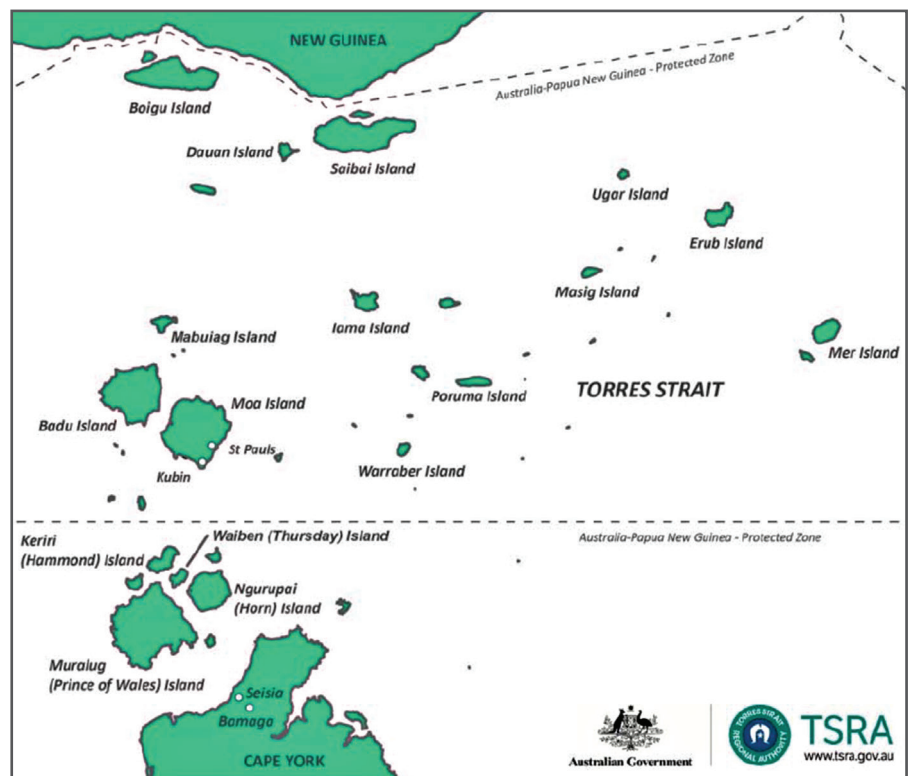 NEW GUINEA
Australia-Papua New Guinea - Protected Zone
Boigu Island
Dauan Island
Saibai Island
Ugar Island
Erub Island
Masig Island
Iama Island
Mabuiag Island
Mer Island
Poruma Island
TORRES STRAIT
Moa Island
Badu Island
St Pauls
Kubin
Warraber Island
Waiben (Thursday) Island
Australia-Papua New Guinea - Protected Zone
Keriri
(Hammond) Island
Ngurupai
(Horn) Island
Muralug
(Prince of Wales) Island
Seisia
Bamaga
CAPE YORK
Australian Government
TORRES STRAIT
REGIONAL AUTHORITY
TSRA
www.tsra.gov.au